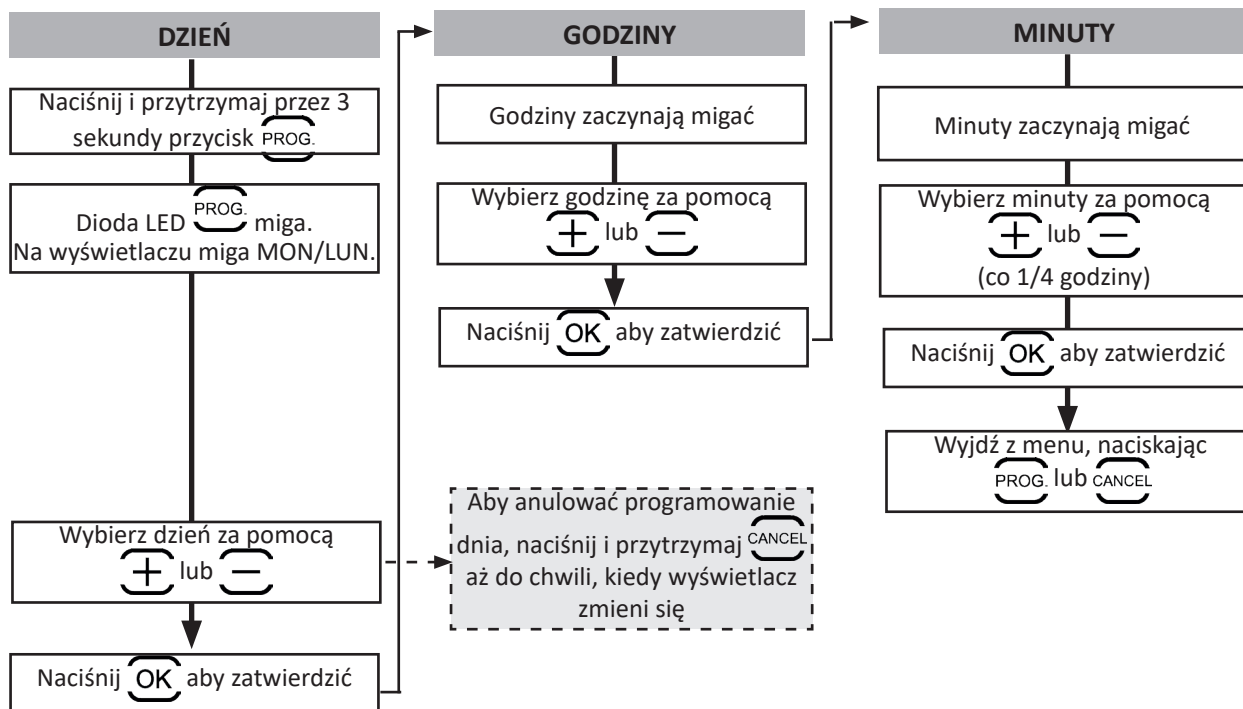 DZIEŃ
Naciśnij i przytrzymaj przez 3
sekundy przycisk PROG.
Dioda LED PROG. miga.
Na wyświetlaczu miga MON/LUN.
Wybierz dzień za pomocą
+ lub −
Naciśnij OK aby zatwierdzić
Aby anulować programowanie
dnia, naciśnij i przytrzymaj CANCEL
aż do chwili, kiedy wyświetlacz
zmieni się
GODZINY
Godziny zaczynają migać
Wybierz godzinę za pomocą
+ lub −
Naciśnij OK aby zatwierdzić
MINUTY
Minuty zaczynają migać
Wybierz minuty za pomocą
+ lub −
(co 1/4 godziny)
Naciśnij OK aby zatwierdzić
Wyjdź z menu, naciskając
PROG. lub CANCEL